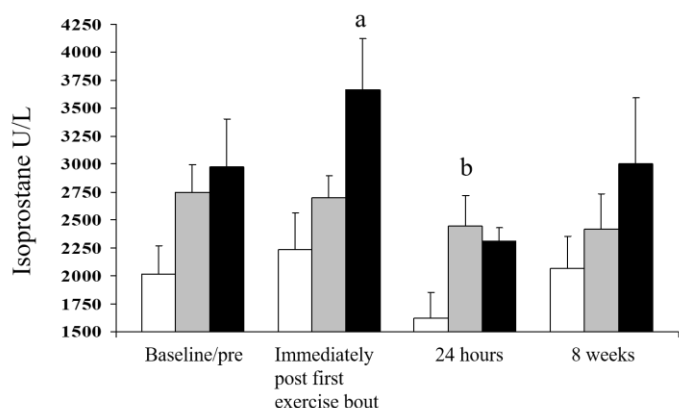 a
4250
4000
3750
3500
3250
3000
2750
2500
2250
2000
1750
1500
Isoprostane U/L
b
Baseline/pre
Immediately
post first
exercise bout
24 hours
8 weeks